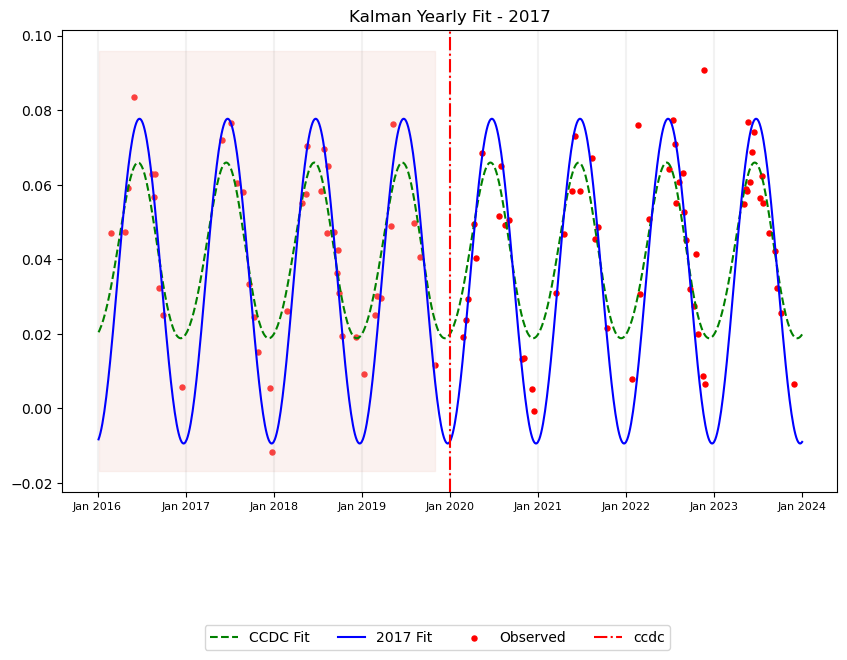 Kalman Yearly Fit - 2017
0.10
0.08
0.06
0.04
0.02
0.00
−0.02
Jan 2016 Jan 2017 Jan 2018 Jan 2019 Jan 2020 Jan 2021 Jan 2022 Jan 2023 Jan 2024
CCDC Fit 2017 Fit Observed ccdc